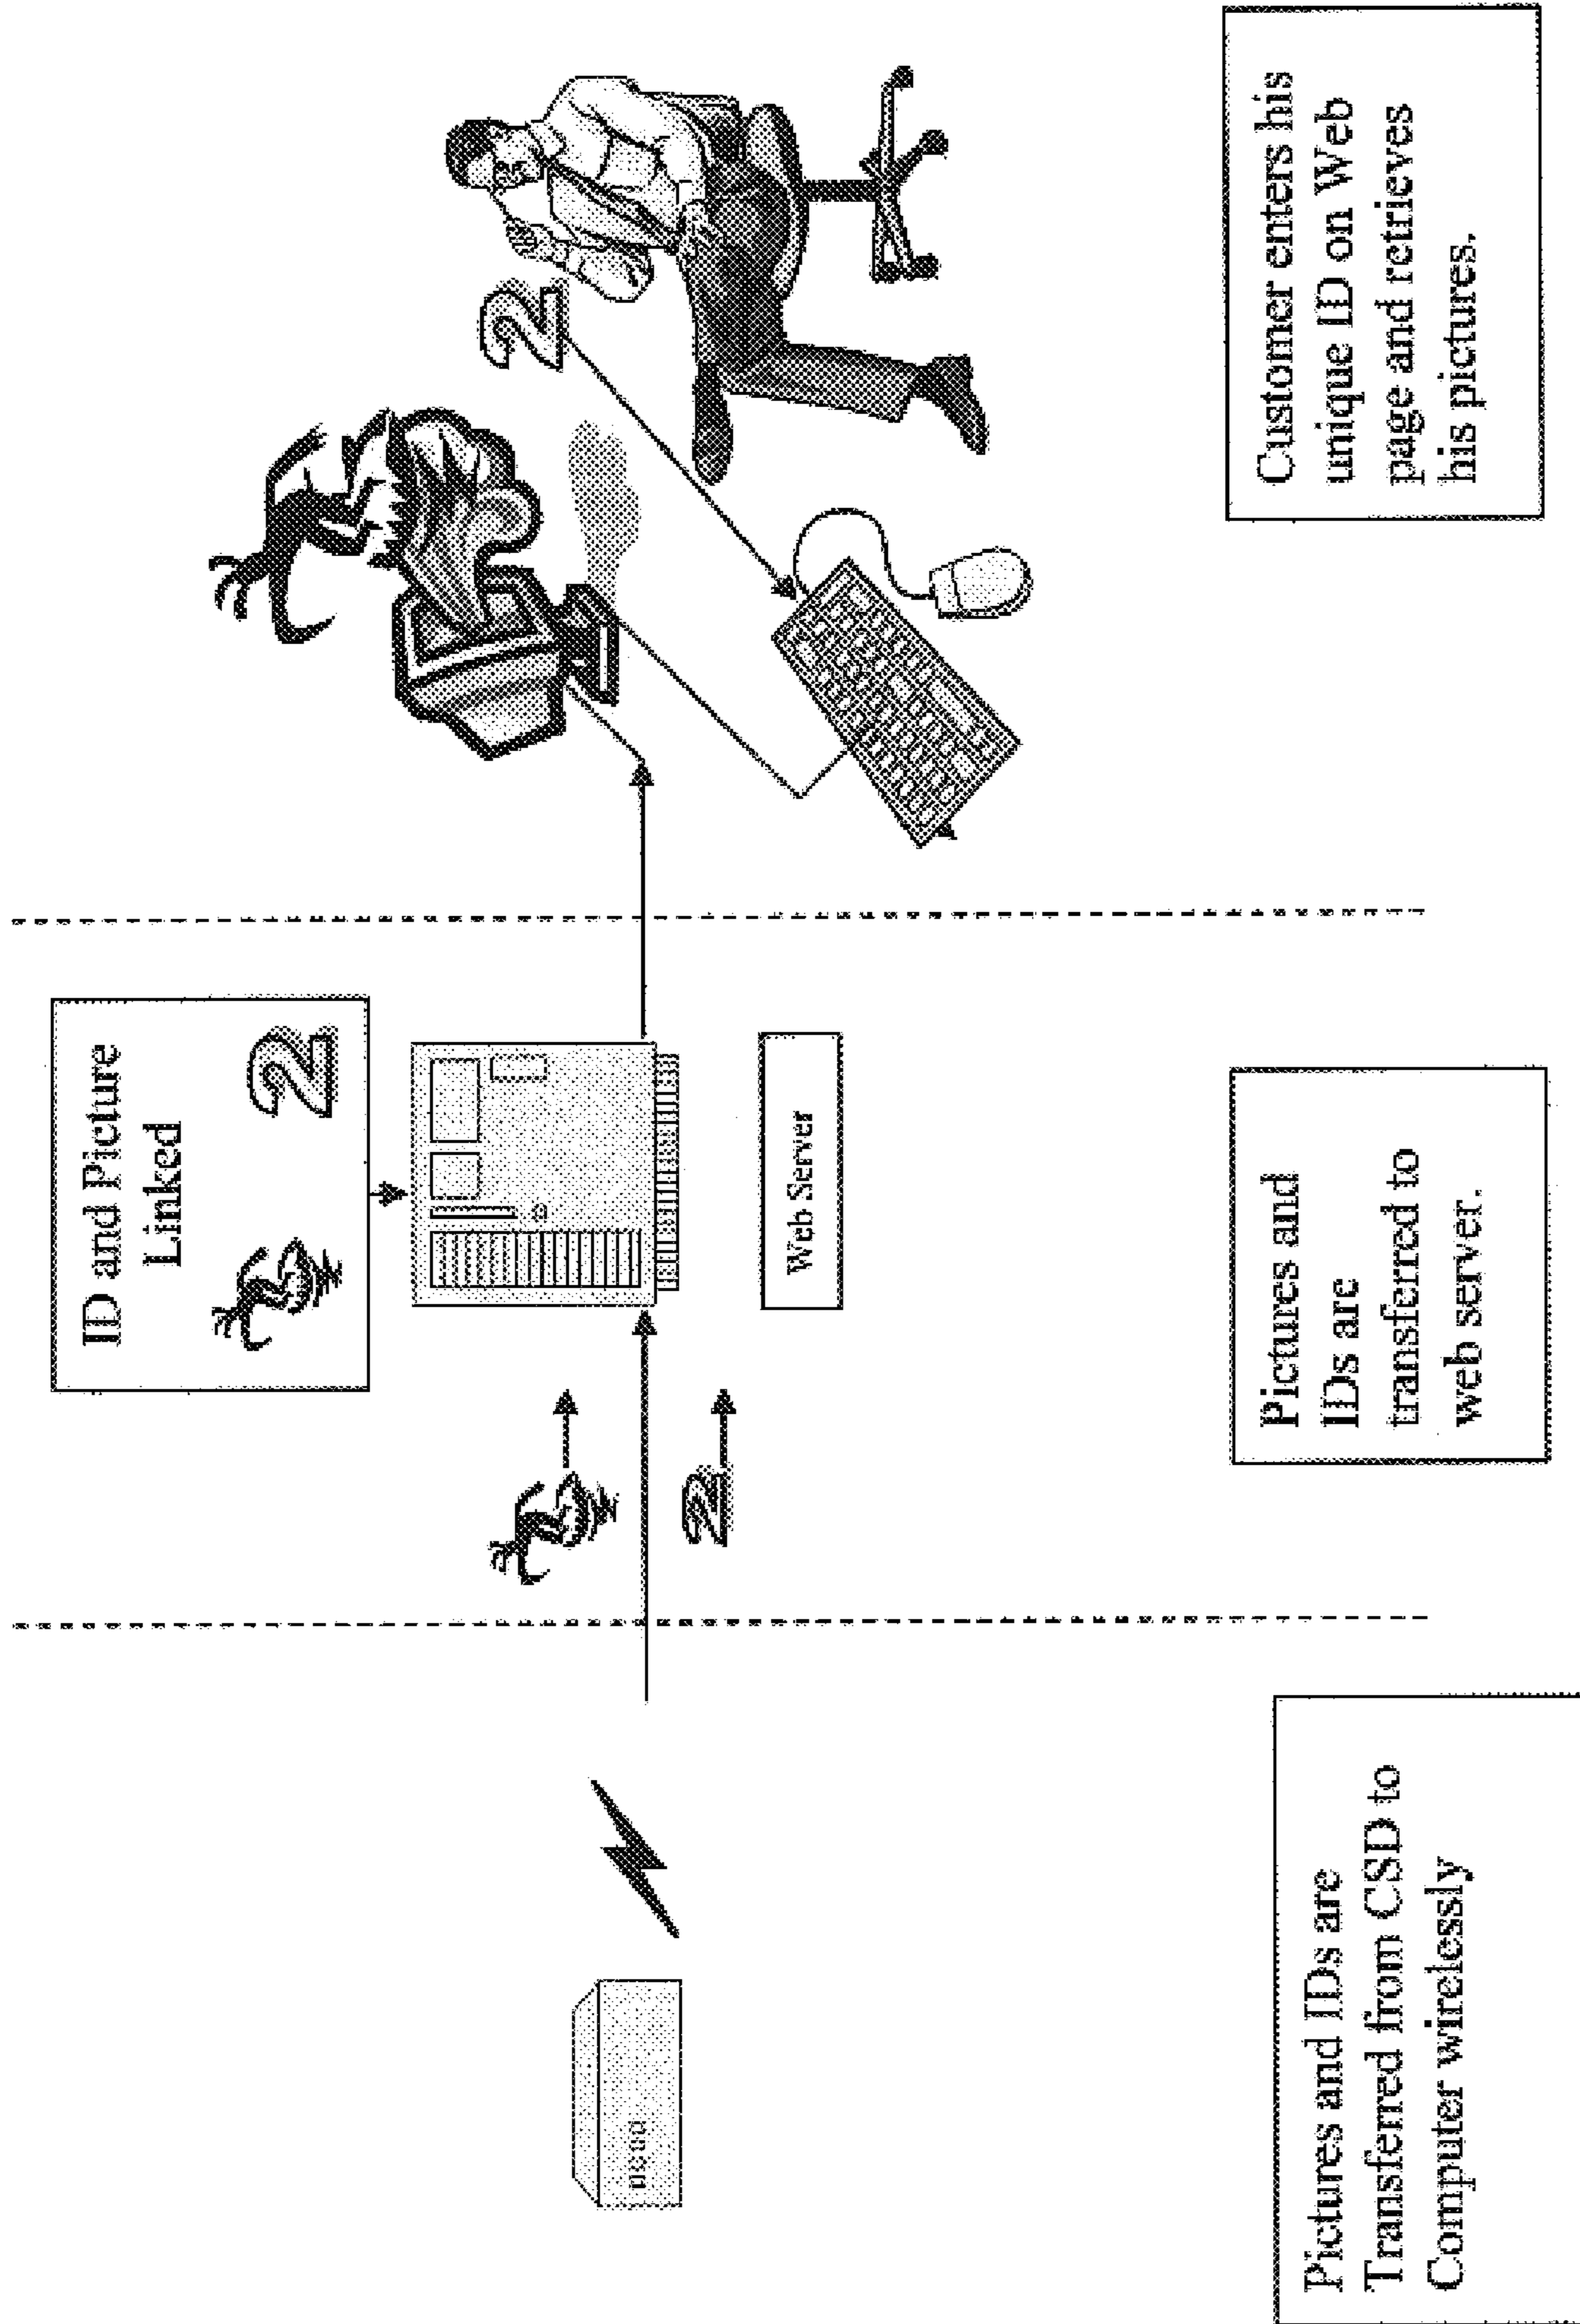 ID and Picture
Linked
2
2
2
Web Server
Pictures and IDs are
Transferred from CSD to
Computer wirelessly
Pictures and
IDs are
transferred to
web server.
Customer enters his
unique ID on Web
page and retrieves
his pictures.